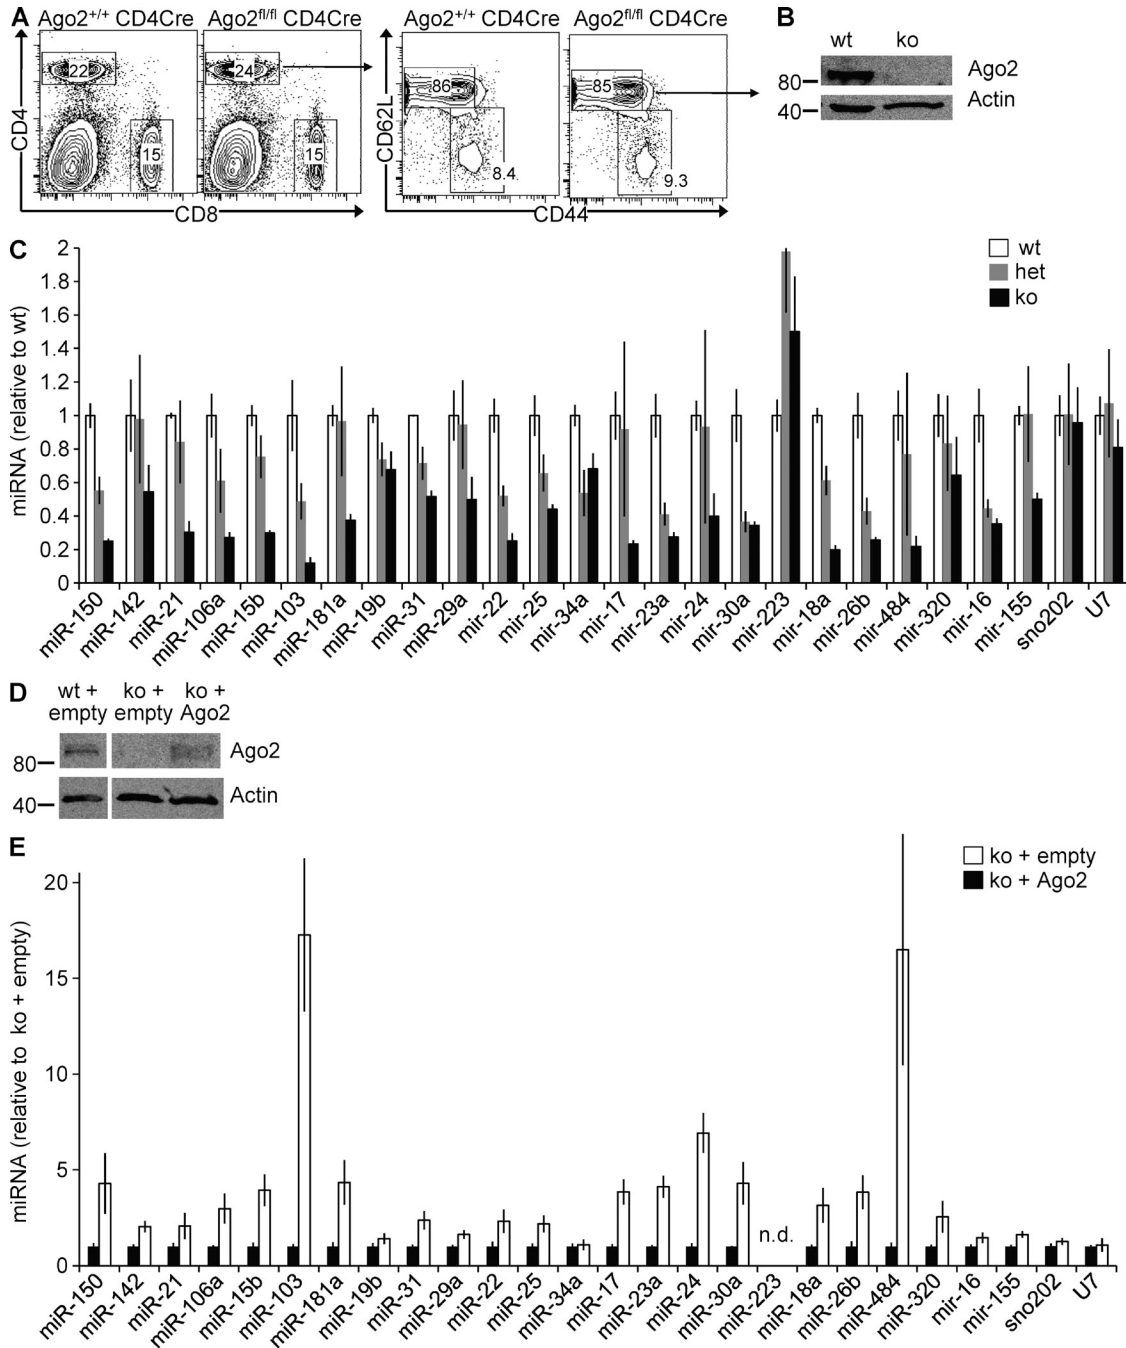 A
Ago2+/+ CD4Cre
Ago2fl/fl CD4Cre
Ago2+/+ CD4Cre
Ago2fl/fl CD4Cre
CD4
22
15
24
15
CD8
CD62L
86
8.4
85
9.3
CD44
B
wt ko
80
Ago2
40
Actin
C
miRNA (relative to wt)
2
1.8
1.6
1.4
1.2
1
0.8
0.6
0.4
0.2
0
wt
het
ko
miR-150
miR-142
miR-21
miR-106a
miR-15b
miR-103
miR-181a
miR-19b
miR-31
miR-29a
mir-22
mir-25
mir-34a
mir-17
mir-23a
mir-24
mir-30a
mir-223
mir-18a
mir-26b
mir-484
mir-320
mir-16
mir-155
sno202
U7
D
wt + ko + ko +
empty empty Ago2
80
Ago2
40
Actin
E
miRNA (relative to ko + empty)
20
15
10
5
0
ko + empty
ko + Ago2
n.d.
miR-150
miR-142
miR-21
miR-106a
miR-15b
miR-103
miR-181a
miR-19b
miR-31
miR-29a
miR-22
miR-25
miR-34a
miR-17
miR-23a
miR-24
miR-30a
miR-223
miR-18a
miR-26b
miR-484
miR-320
miR-16
miR-155
sno202
U7